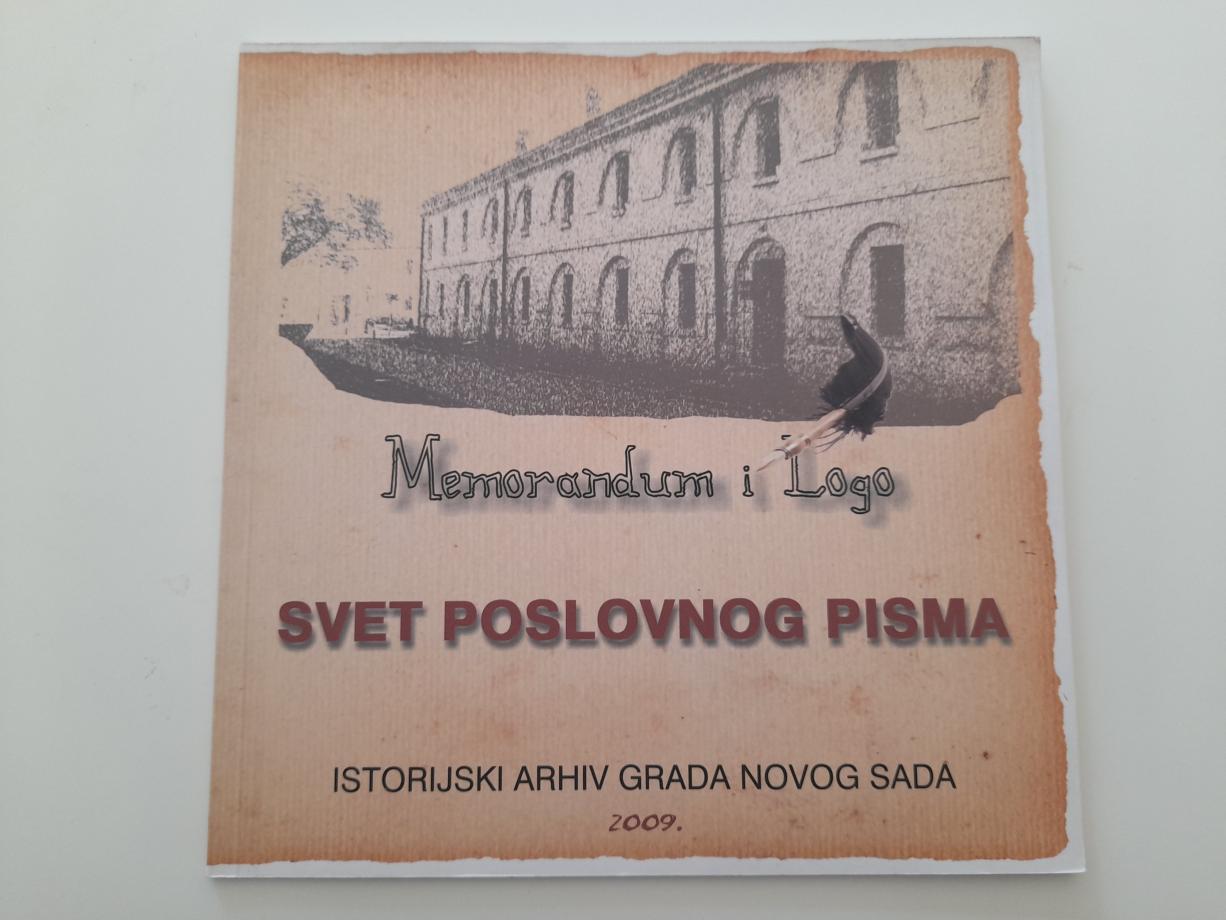 Memorandum i Logo
SVET POSLOVNOG PISMA
ISTORIJSKI ARHIV GRADA NOVOG SADA
2009.